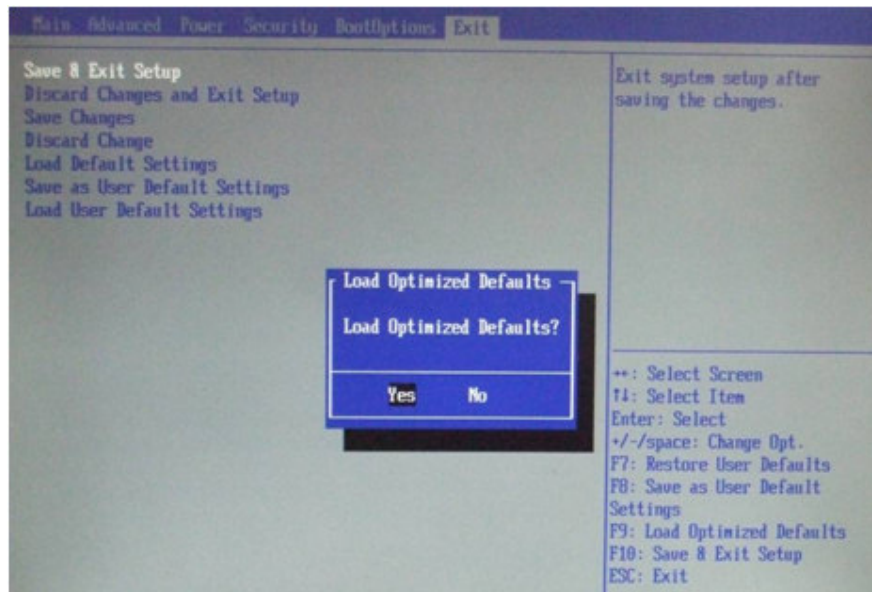 Main Advanced Power Security BootOptions Exit
Save & Exit Setup
Discard Changes and Exit Setup
Save Changes
Discard Change
Load Default Settings
Save as User Default Settings
Load User Default Settings
Exit system setup after
saving the changes.
Load Optimized Defaults
Load Optimized Defaults?
Yes No
↔: Select Screen
↑↓: Select Item
Enter: Select
+/-/space: Change Opt.
F7: Restore User Defaults
F8: Save as User Default
Settings
F9: Load Optimized Defaults
F10: Save & Exit Setup
ESC: Exit